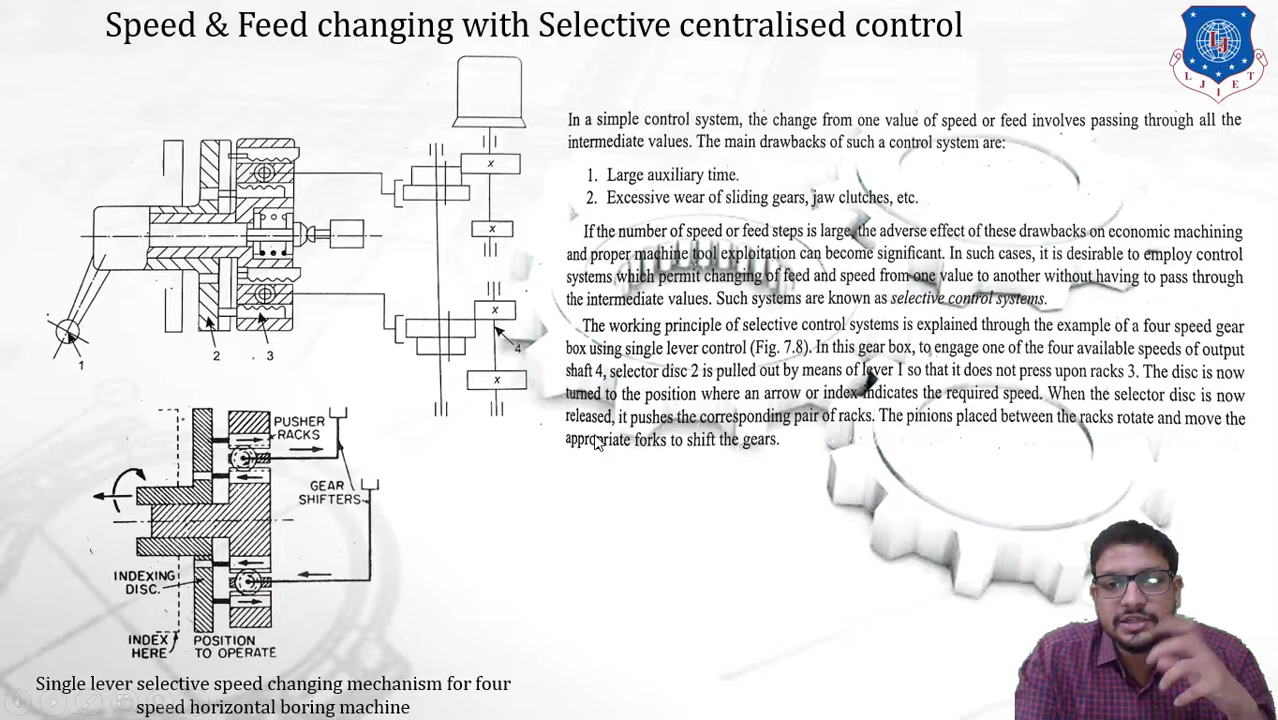 Speed & Feed changing with Selective centralised control
L J I E T
In a simple control system, the change from one value of speed or feed involves passing through all the
intermediate values. The main drawbacks of such a control system are:
1. Large auxiliary time.
2. Excessive wear of sliding gears, jaw clutches, etc.
If the number of speed or feed steps is large, the adverse effect of these drawbacks on economic machining
and proper machine tool exploitation can become significant. In such cases, it is desirable to employ control
systems which permit changing of feed and speed from one value to another without having to pass through
the intermediate values. Such systems are known as selective control systems.
The working principle of selective control systems is explained through the example of a four speed gear
box using single lever control (Fig. 7.8). In this gear box, to engage one of the four available speeds of output
shaft 4, selector disc 2 is pulled out by means of lever 1 so that it does not press upon racks 3. The disc is now
turned to the position where an arrow or index indicates the required speed. When the selector disc is now
released, it pushes the corresponding pair of racks. The pinions placed between the racks rotate and move the
appropriate forks to shift the gears.
x
x
x
x
1
2
3
4
PUSHER
RACKS
GEAR
SHIFTERS
INDEXING
DISC.
INDEX
HERE
POSITION
TO OPERATE
Single lever selective speed changing mechanism for four
speed horizontal boring machine